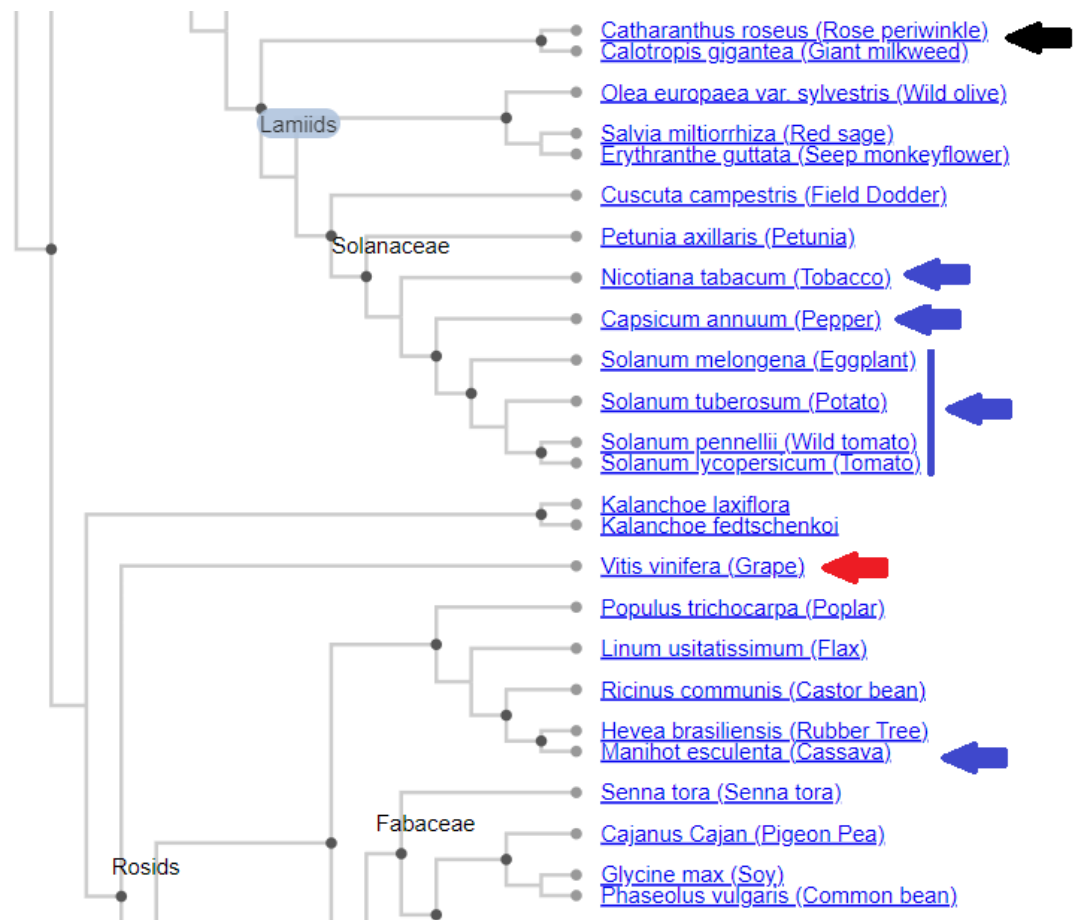 Catharanthus roseus (Rose periwinkle)
Calotropis gigantea (Giant milkweed)
Olea europaea var. sylvestris (Wild olive)
Lamiids
Salvia miltiorrhiza (Red sage)
Erythranthe guttata (Seep monkeyflower)
Cuscuta campestris (Field Dodder)
Petunia axillaris (Petunia)
Solanaceae
Nicotiana tabacum (Tobacco)
Capsicum annuum (Pepper)
Solanum melongena (Eggplant)
Solanum tuberosum (Potato)
Solanum pennellii (Wild tomato)
Solanum lycopersicum (Tomato)
Kalanchoe laxiflora
Kalanchoe fedtschenkoi
Vitis vinifera (Grape)
Populus trichocarpa (Poplar)
Linum usitatissimum (Flax)
Ricinus communis (Castor bean)
Hevea brasiliensis (Rubber Tree)
Manihot esculenta (Cassava)
Senna tora (Senna tora)
Fabaceae
Cajanus Cajan (Pigeon Pea)
Rosids
Glycine max (Soy)
Phaseolus vulgaris (Common bean)